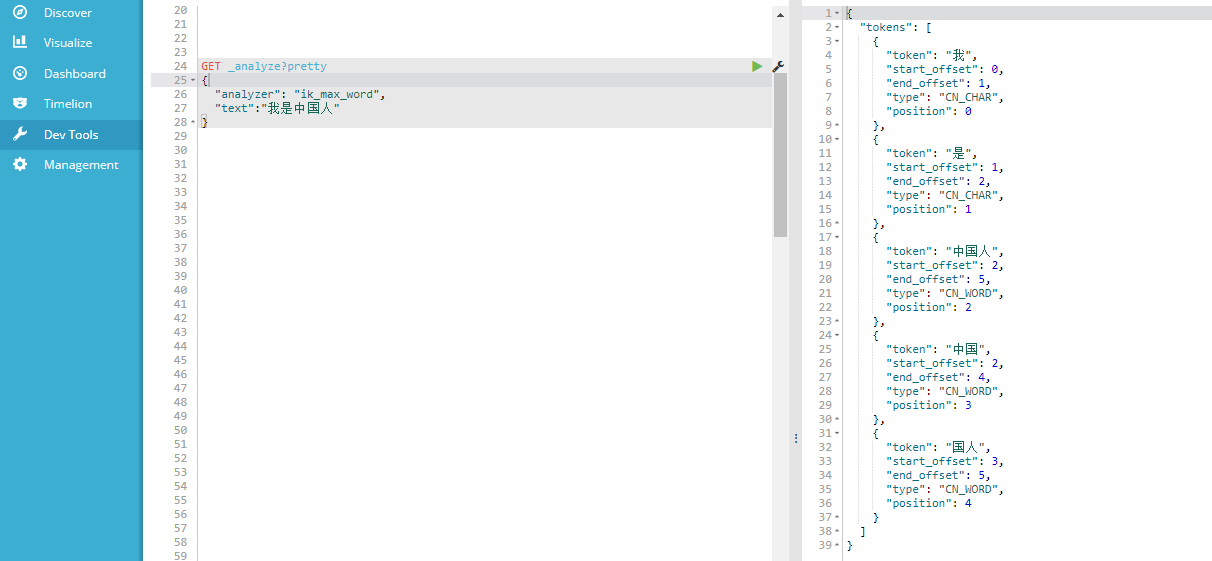 Discover
Visualize
Dashboard
Timelion
Dev Tools
Management
20
21
22
23
24 GET _analyze?pretty
25 {
26 "analyzer": "ik_max_word",
27 "text":"我是中国人"
28 }
29
30
31
32
33
34
35
36
37
38
39
40
41
42
43
44
45
46
47
48
49
50
51
52
53
54
55
56
57
58
59
1 {
2 "tokens": [
3 {
4 "token": "我",
5 "start_offset": 0,
6 "end_offset": 1,
7 "type": "CN_CHAR",
8 "position": 0
9 },
10 {
11 "token": "是",
12 "start_offset": 1,
13 "end_offset": 2,
14 "type": "CN_CHAR",
15 "position": 1
16 },
17 {
18 "token": "中国人",
19 "start_offset": 2,
20 "end_offset": 5,
21 "type": "CN_WORD",
22 "position": 2
23 },
24 {
25 "token": "中国",
26 "start_offset": 2,
27 "end_offset": 4,
28 "type": "CN_WORD",
29 "position": 3
30 },
31 {
32 "token": "国人",
33 "start_offset": 3,
34 "end_offset": 5,
35 "type": "CN_WORD",
36 "position": 4
37 }
38 ]
39 }